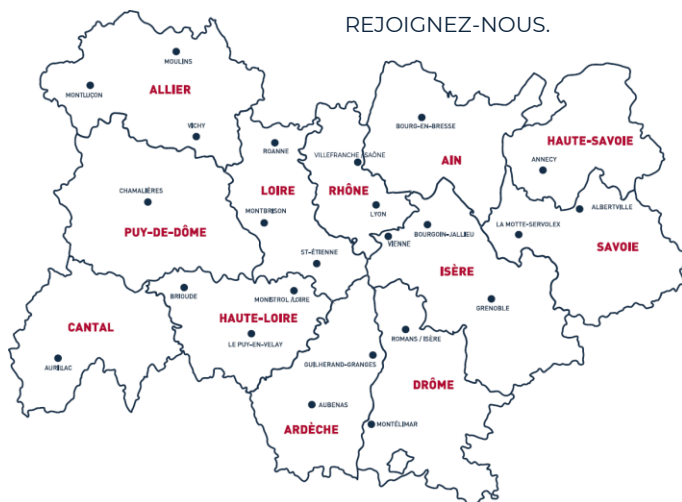 REJOIGNEZ-NOUS.
MOULINS
MONTLUÇON
ALLIER
VICHY
BOURG-EN-BRESSE
ROANNE
VILLEFRANCHE / SAÔNE
AIN
HAUTE-SAVOIE
ANNECY
CHAMALIÈRES
LOIRE
RHÔNE
LYON
ALBERTVILLE
MONTBRISON
PUY-DE-DÔME
BOURGOIN-JALLIEU
LA MOTTE-SERVOLEX
VIENNE
SAVOIE
ST-ÉTIENNE
ISÈRE
BRIOUDE
MONISTROL /LOIRE
GRENOBLE
HAUTE-LOIRE
CANTAL
LE PUY-EN-VELAY
ROMANS / ISÈRE
AURILLAC
GUILHERAND-GRANGES
DRÔME
AUBENAS
MONTÉLIMAR
ARDÈCHE